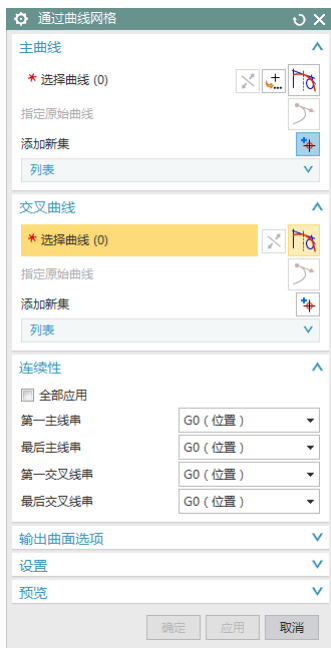 通过曲线网格
主曲线
* 选择曲线 (0)
指定原始曲线
添加新集
列表
交叉曲线
* 选择曲线 (0)
指定原始曲线
添加新集
列表
连续性
全部应用
第一主线串 G0（位置）
最后主线串 G0（位置）
第一交叉线串 G0（位置）
最后交叉线串 G0（位置）
输出曲面选项
设置
预览
确定 应用 取消